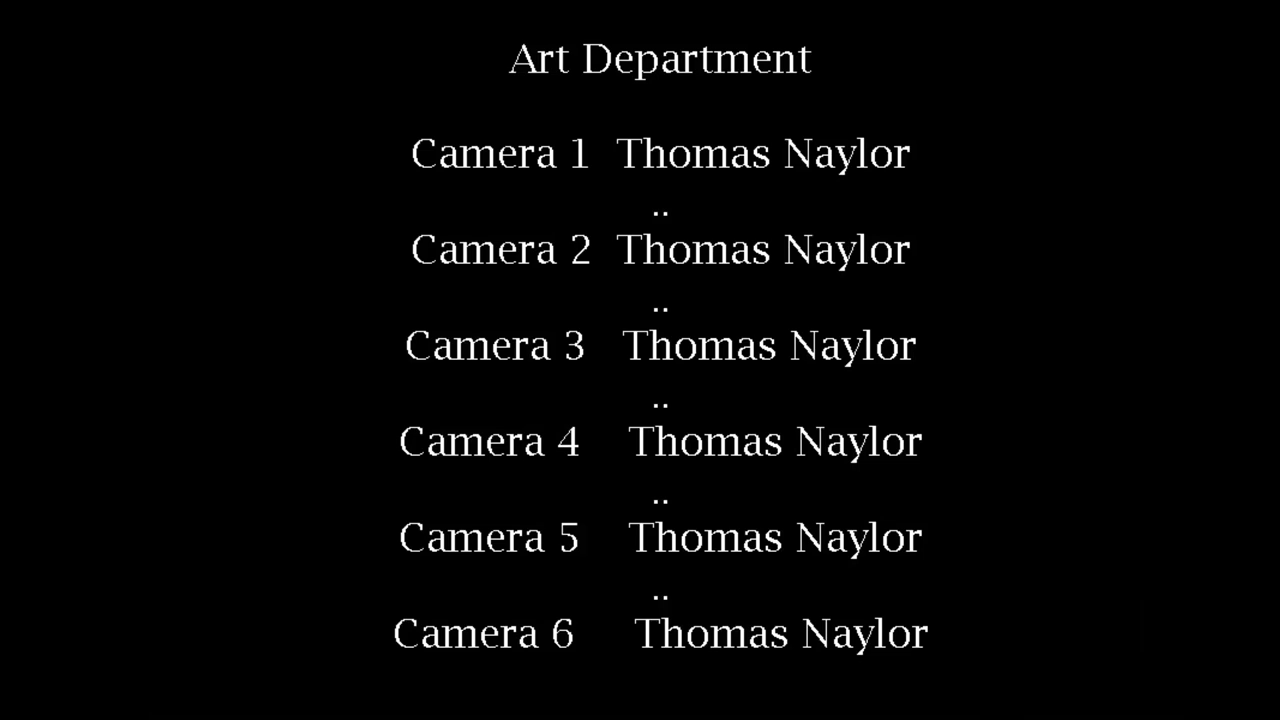 Art Department
Camera 1 Thomas Naylor
..
Camera 2 Thomas Naylor
..
Camera 3 Thomas Naylor
..
Camera 4 Thomas Naylor
..
Camera 5 Thomas Naylor
..
Camera 6 Thomas Naylor